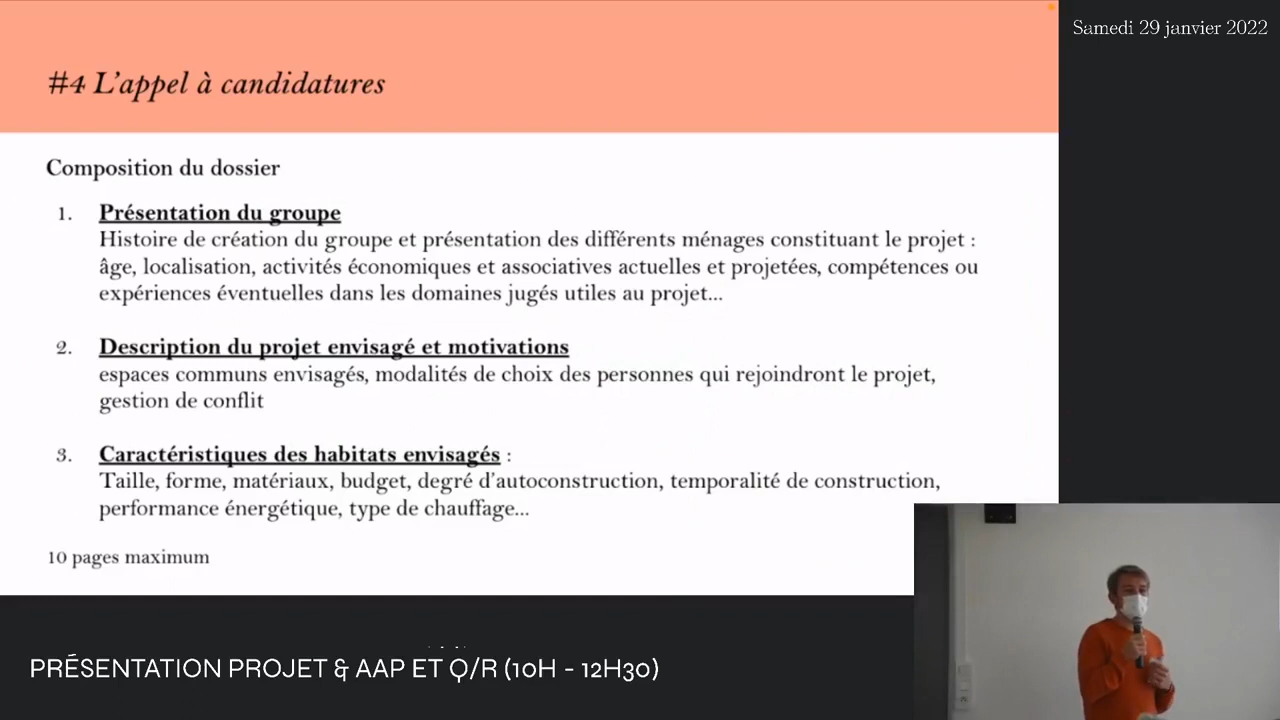 Samedi 29 janvier 2022
#4 L'appel à candidatures
Composition du dossier
1. Présentation du groupe
Histoire de création du groupe et présentation des différents ménages constituant le projet :
âge, localisation, activités économiques et associatives actuelles et projetées, compétences ou
expériences éventuelles dans les domaines jugés utiles au projet...
2. Description du projet envisagé et motivations
espaces communs envisagés, modalités de choix des personnes qui rejoindront le projet,
gestion de conflit
3. Caractéristiques des habitats envisagés :
Taille, forme, matériaux, budget, degré d'autoconstruction, temporalité de construction,
performance énergétique, type de chauffage...
10 pages maximum
PRÉSENTATION PROJET & AAP ET Q/R (10H - 12H30)